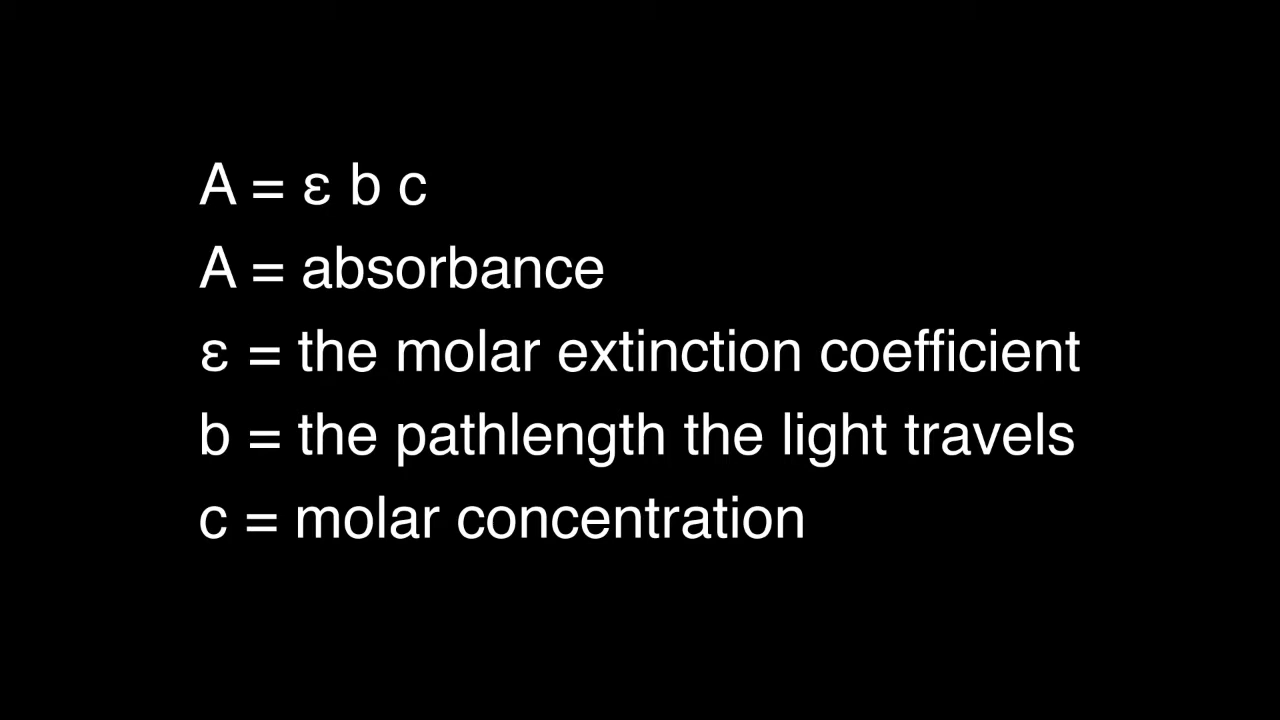 A = ε b c
A = absorbance
ε = the molar extinction coefficient
b = the pathlength the light travels
c = molar concentration